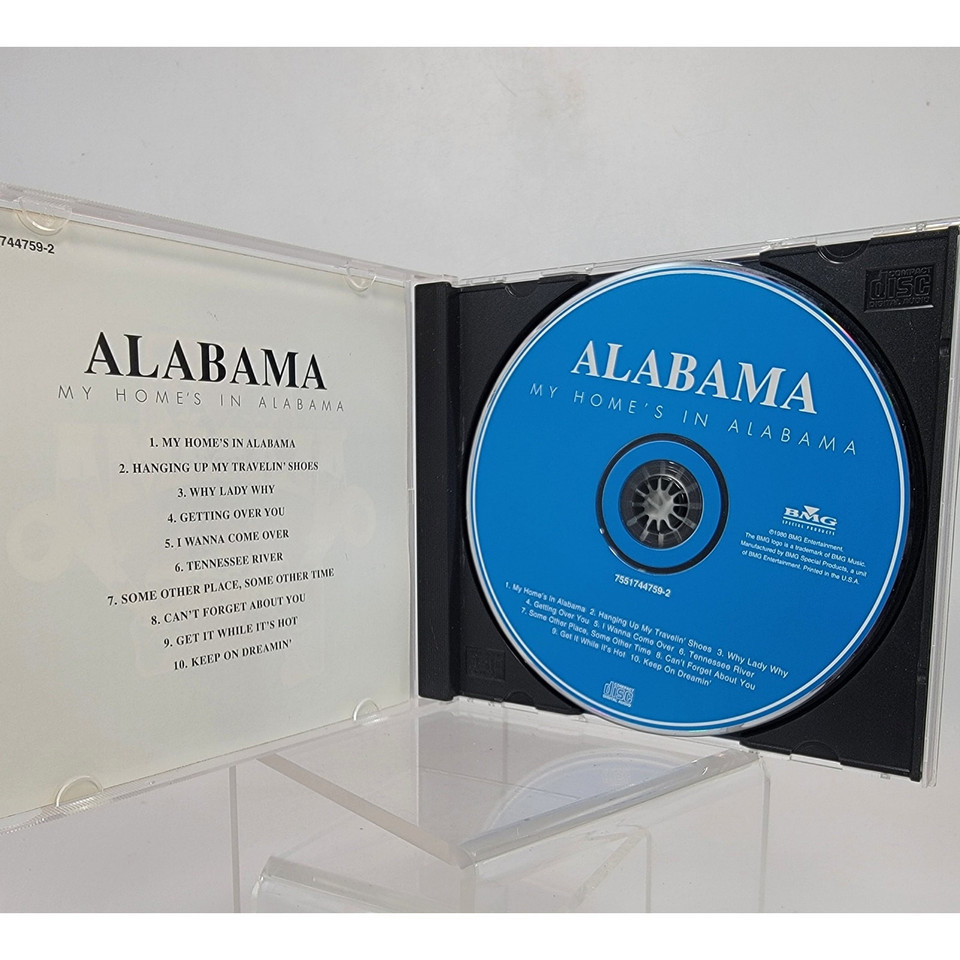 744759-2
ALABAMA
MY HOME'S IN ALABAMA
1. MY HOME'S IN ALABAMA
2. HANGING UP MY TRAVELIN' SHOES
3. WHY LADY WHY
4. GETTING OVER YOU
5. I WANNA COME OVER
6. TENNESSEE RIVER
7. SOME OTHER PLACE, SOME OTHER TIME
8. CAN'T FORGET ABOUT YOU
9. GET IT WHILE IT'S HOT
10. KEEP ON DREAMIN'
COMPACT
disc
DIGITAL AUDIO
ALABAMA
MY HOME'S IN ALABAMA
BMG
SPECIAL PRODUCTS
©1980 BMG Entertainment.
The BMG logo is a trademark of BMG Music.
Manufactured by BMG Special Products, a unit
of BMG Entertainment. Printed in the U.S.A.
7551744759-2
1. My Home's In Alabama 2. Hanging Up My Travelin' Shoes 3. Why Lady Why
4. Getting Over You 5. I Wanna Come Over 6. Tennessee River
7. Some Other Place, Some Other Time 8. Can't Forget About You
9. Get It While It's Hot 10. Keep On Dreamin'
disc